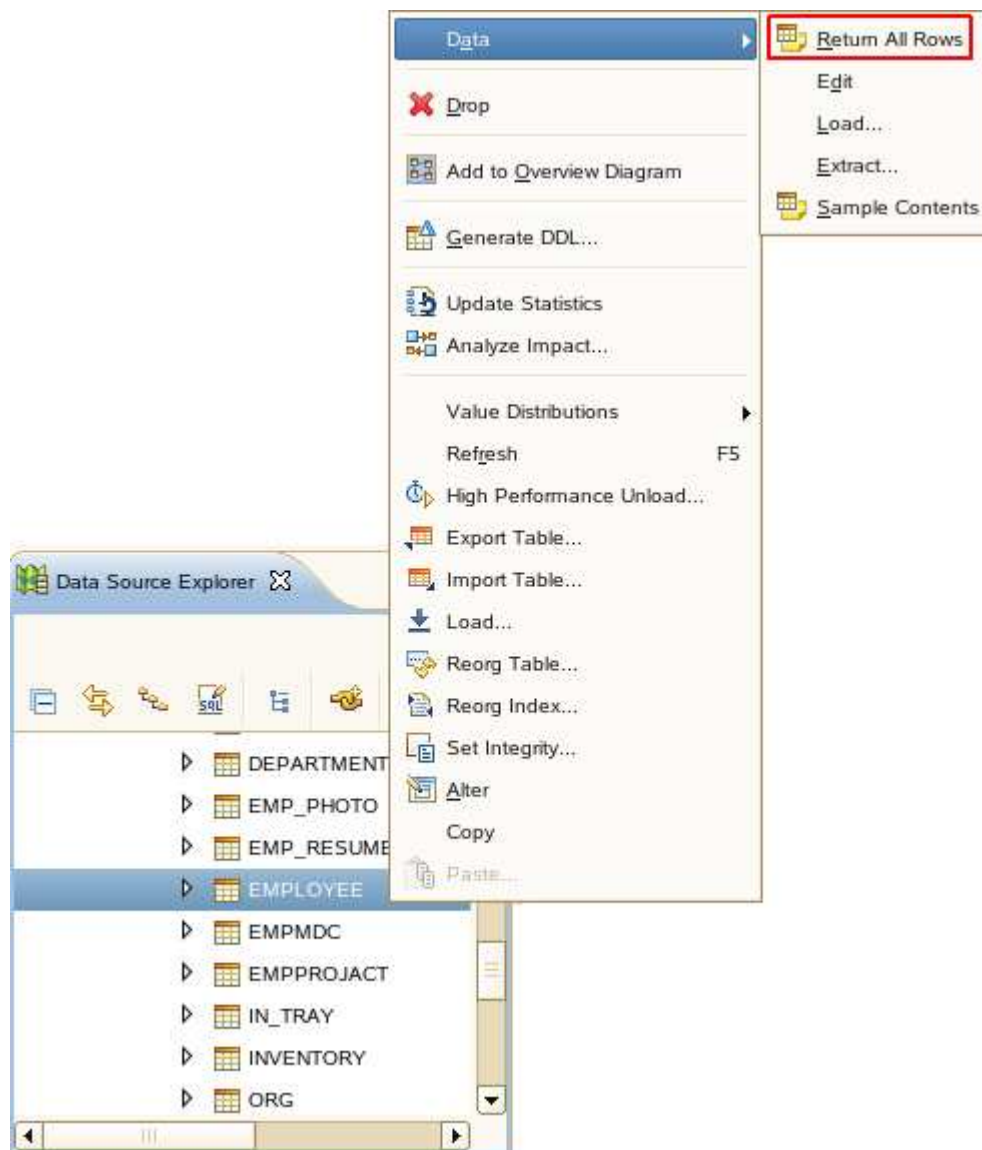 Data
Return All Rows
Edit
Load...
Extract...
Sample Contents
Drop
Add to Overview Diagram
Generate DDL...
Update Statistics
Analyze Impact...
Value Distributions
Refresh F5
High Performance Unload...
Export Table...
Import Table...
Load...
Reorg Table...
Reorg Index...
Set Integrity...
Alter
Copy
Paste...
Data Source Explorer
SQL
DEPARTMENT
EMP_PHOTO
EMP_RESUME
EMPLOYEE
EMPMDC
EMPPROJACT
IN_TRAY
INVENTORY
ORG